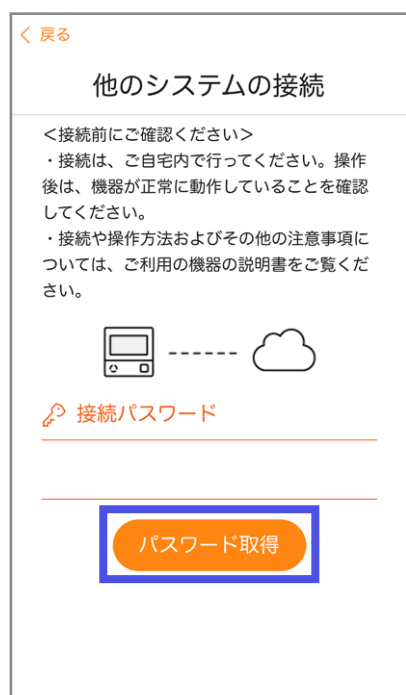 戻る
他のシステムの接続
＜接続前にご確認ください＞
・接続は、ご自宅内で行ってください。操作
後は、機器が正常に動作していることを確認
してください。
・接続や操作方法およびその他の注意事項に
ついては、ご利用の機器の説明書をご覧くだ
さい。
接続パスワード
パスワード取得